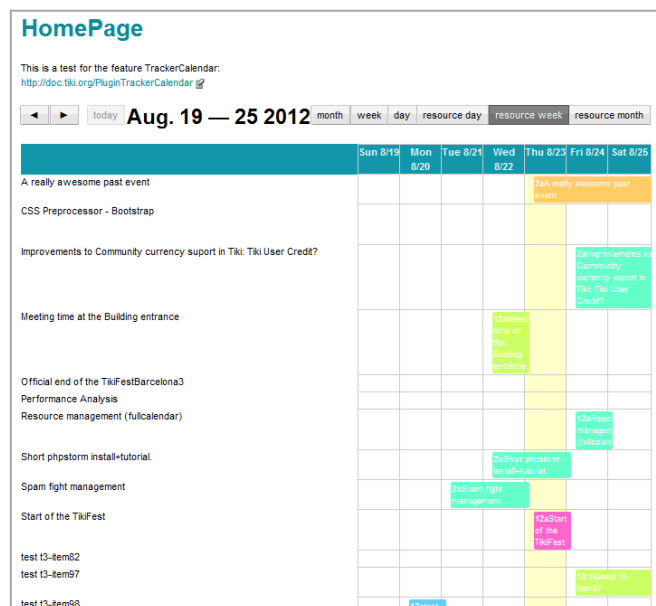 HomePage
This is a test for the feature TrackerCalendar:
http://doc.tiki.org/PluginTrackerCalendar
today Aug. 19 — 25 2012 month week day resource day resource week resource month
Sun 8/19 Mon 8/20 Tue 8/21 Wed 8/22 Thu 8/23 Fri 8/24 Sat 8/25
A really awesome past event
2aA really awesome past
event
CSS Preprocessor - Bootstrap
Improvements to Community currency suport in Tiki: Tiki User Credit?
2aImprovements to
Community
currency suport in
Tiki: Tiki User
Credit?
Meeting time at the Building entrance
12aMeeti
time at
the
Building
entrance
Official end of the TikiFestBarcelona3
Performance Analysis
Resource management (fullcalendar)
12aReso
managem
(fullcalen
Short phpstorm install+tutorial.
2aShort phpstorm
install+tutorial
Spam fight management
2aSpam fight
management
Start of the TikiFest
12aStart
of the
TikiFest
test t3-item82
test t3-item97
10:16atest t3-
item97
test t3-item98